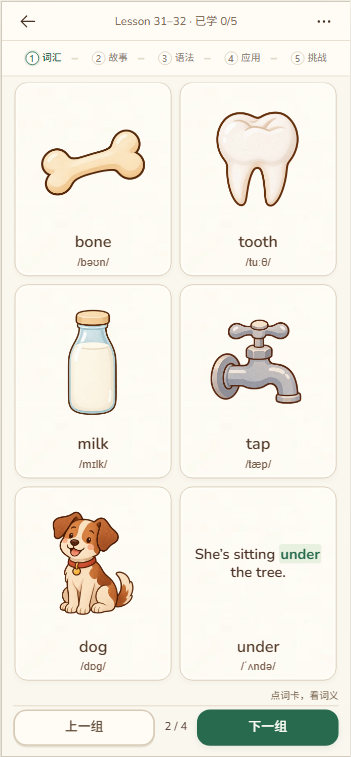 Lesson 31–32 · 已学 0/5
1 词汇 – 2 故事 – 3 语法 – 4 应用 – 5 挑战
bone
/bəʊn/
tooth
/tuːθ/
milk
/mɪlk/
tap
/tæp/
dog
/dɒg/
She's sitting under
the tree.
under
/ˈʌndə/
点词卡，看词义
上一组
2 / 4
下一组